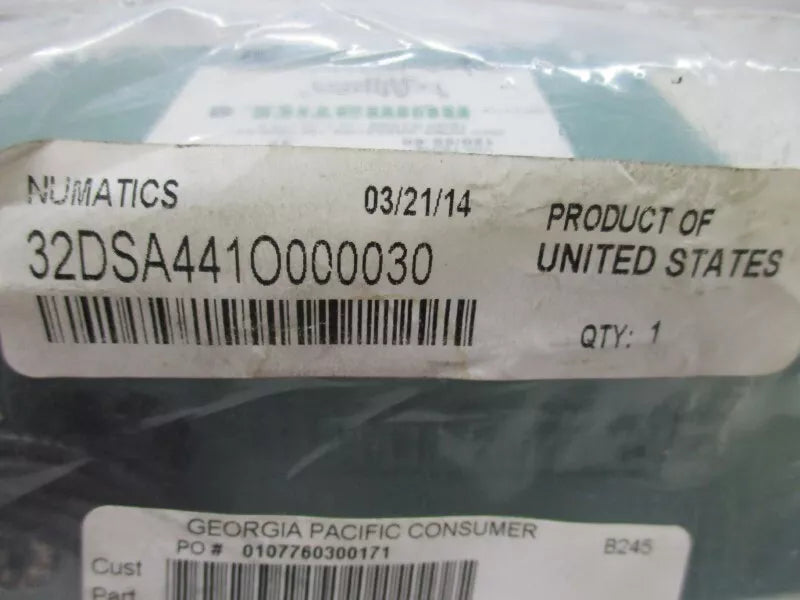 NUMATICS
03/21/14
32DSA441O000030
PRODUCT OF
UNITED STATES
QTY: 1
GEORGIA PACIFIC CONSUMER
PO # 0107760300171
B245
Cust
Part